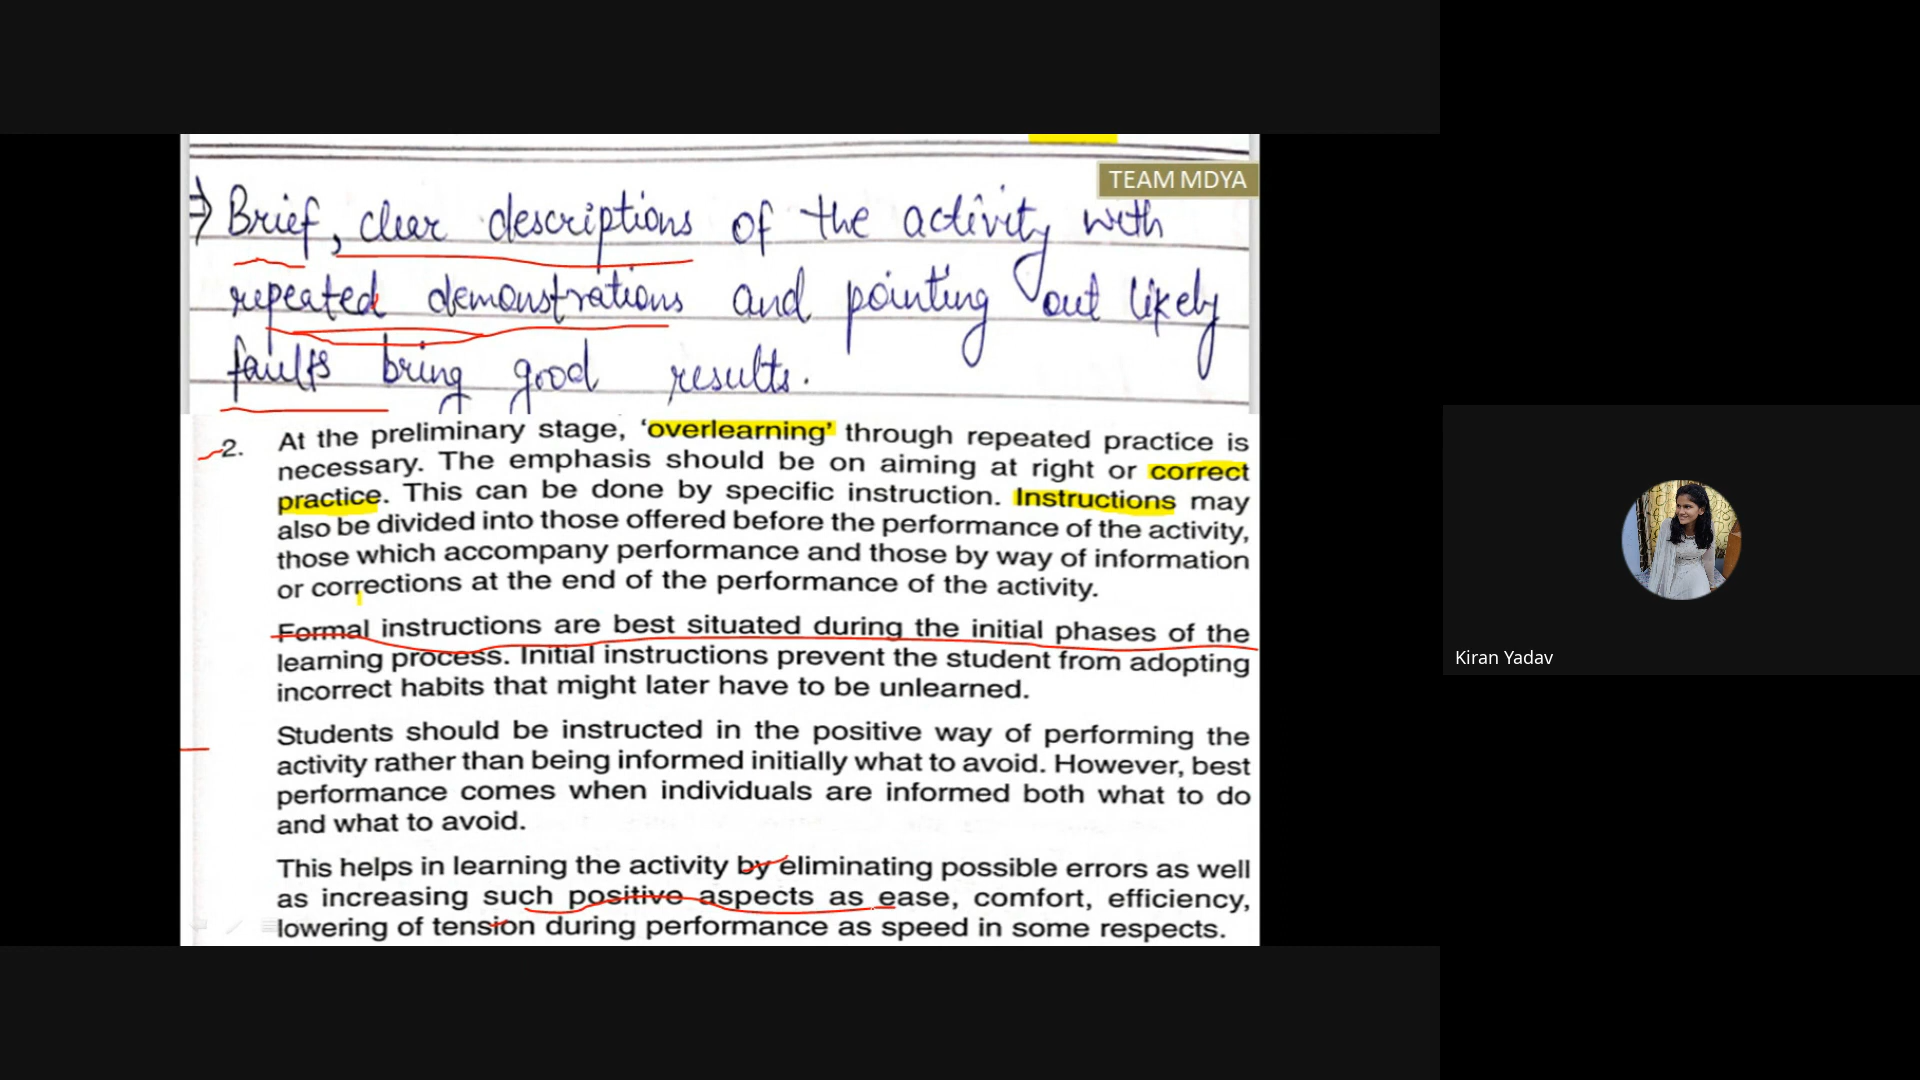 TEAM MDYA
⇒ Brief, clear descriptions of the activity with
repeated demonstrations and pointing out likely
faults bring good results.
2. At the preliminary stage, ‘overlearning’ through repeated practice is
necessary. The emphasis should be on aiming at right or correct
practice. This can be done by specific instruction. Instructions may
also be divided into those offered before the performance of the activity,
those which accompany performance and those by way of information
or corrections at the end of the performance of the activity.
Formal instructions are best situated during the initial phases of the
learning process. Initial instructions prevent the student from adopting
incorrect habits that might later have to be unlearned.
Students should be instructed in the positive way of performing the
activity rather than being informed initially what to avoid. However, best
performance comes when individuals are informed both what to do
and what to avoid.
This helps in learning the activity by eliminating possible errors as well
as increasing such positive aspects as ease, comfort, efficiency,
lowering of tension during performance as speed in some respects.
Kiran Yadav